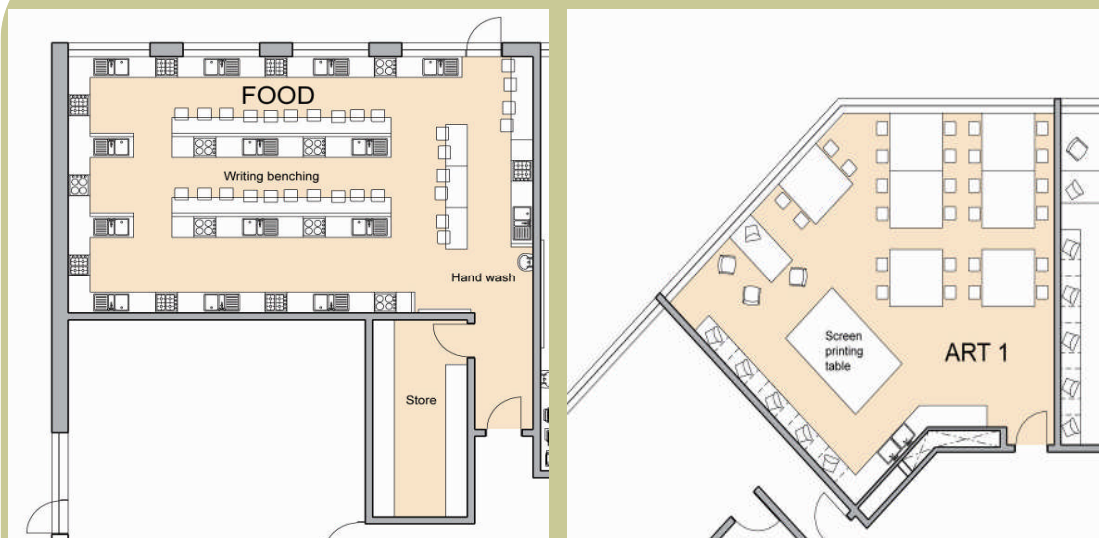 FOOD
Writing benching
Hand wash
Store
Screen
printing
table
ART 1